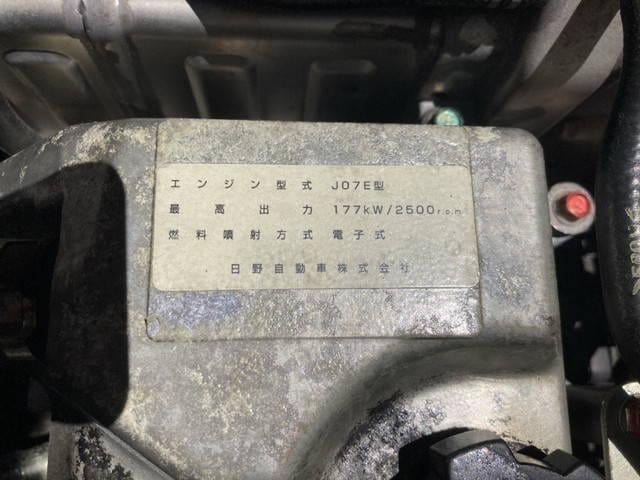 エンジン型式 J07E型
最高出力 177kW/2500r.p.m
燃料噴射方式 電子式
日野自動車株式会社